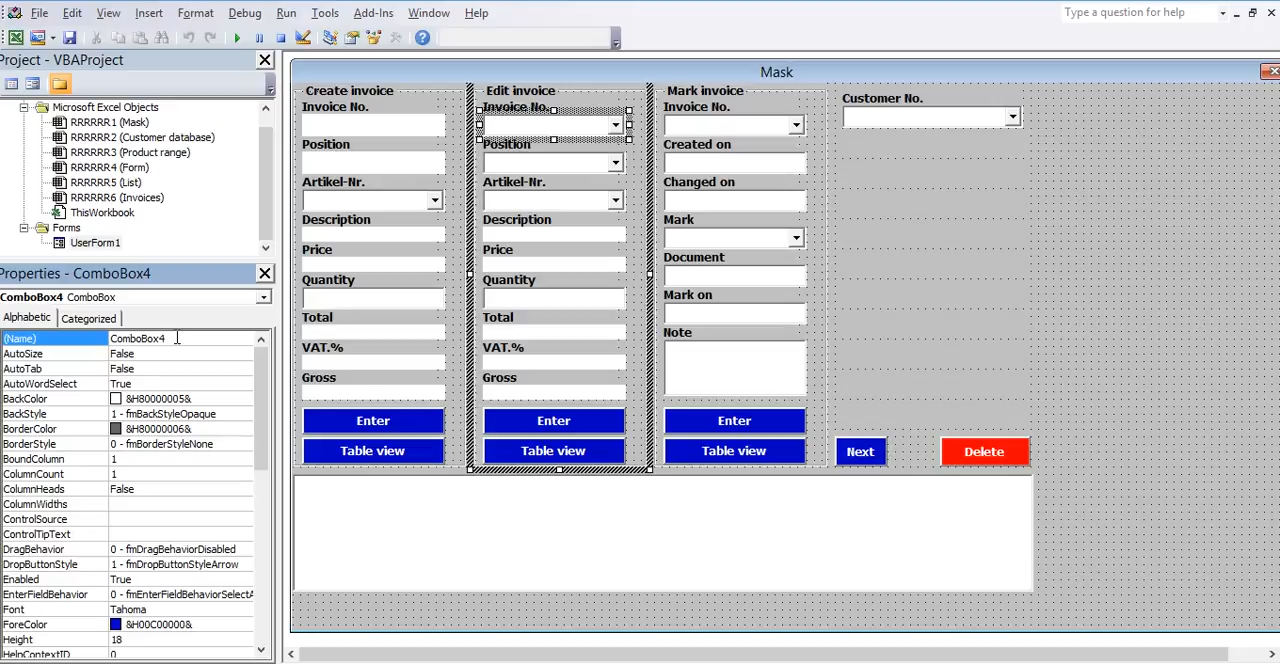 File Edit View Insert Format Debug Run Tools Add-Ins Window Help
Type a question for help
Project - VBAProject
Microsoft Excel Objects
RRRRRR1 (Mask)
RRRRRR2 (Customer database)
RRRRRR3 (Product range)
RRRRRR4 (Form)
RRRRRR5 (List)
RRRRRR6 (Invoices)
ThisWorkbook
Forms
UserForm1
Properties - ComboBox4
ComboBox4 ComboBox
Alphabetic Categorized
(Name) ComboBox4
AutoSize False
AutoTab False
AutoWordSelect True
BackColor &H80000005&
BackStyle 1 - fmBackStyleOpaque
BorderColor &H80000006&
BorderStyle 0 - fmBorderStyleNone
BoundColumn 1
ColumnCount 1
ColumnHeads False
ColumnWidths
ControlSource
ControlTipText
DragBehavior 0 - fmDragBehaviorDisabled
DropButtonStyle 1 - fmDropButtonStyleArrow
Enabled True
EnterFieldBehavior 0 - fmEnterFieldBehaviorSelectA
Font Tahoma
ForeColor &H00C00000&
Height 18
HelpContextID 0
Mask
Create invoice
Invoice No.
Position
Artikel-Nr.
Description
Price
Quantity
Total
VAT.%
Gross
Enter
Table view
Edit invoice
Invoice No.
Position
Artikel-Nr.
Description
Price
Quantity
Total
VAT.%
Gross
Enter
Table view
Mark invoice
Invoice No.
Created on
Changed on
Mark
Document
Mark on
Note
Enter
Table view
Customer No.
Next
Delete